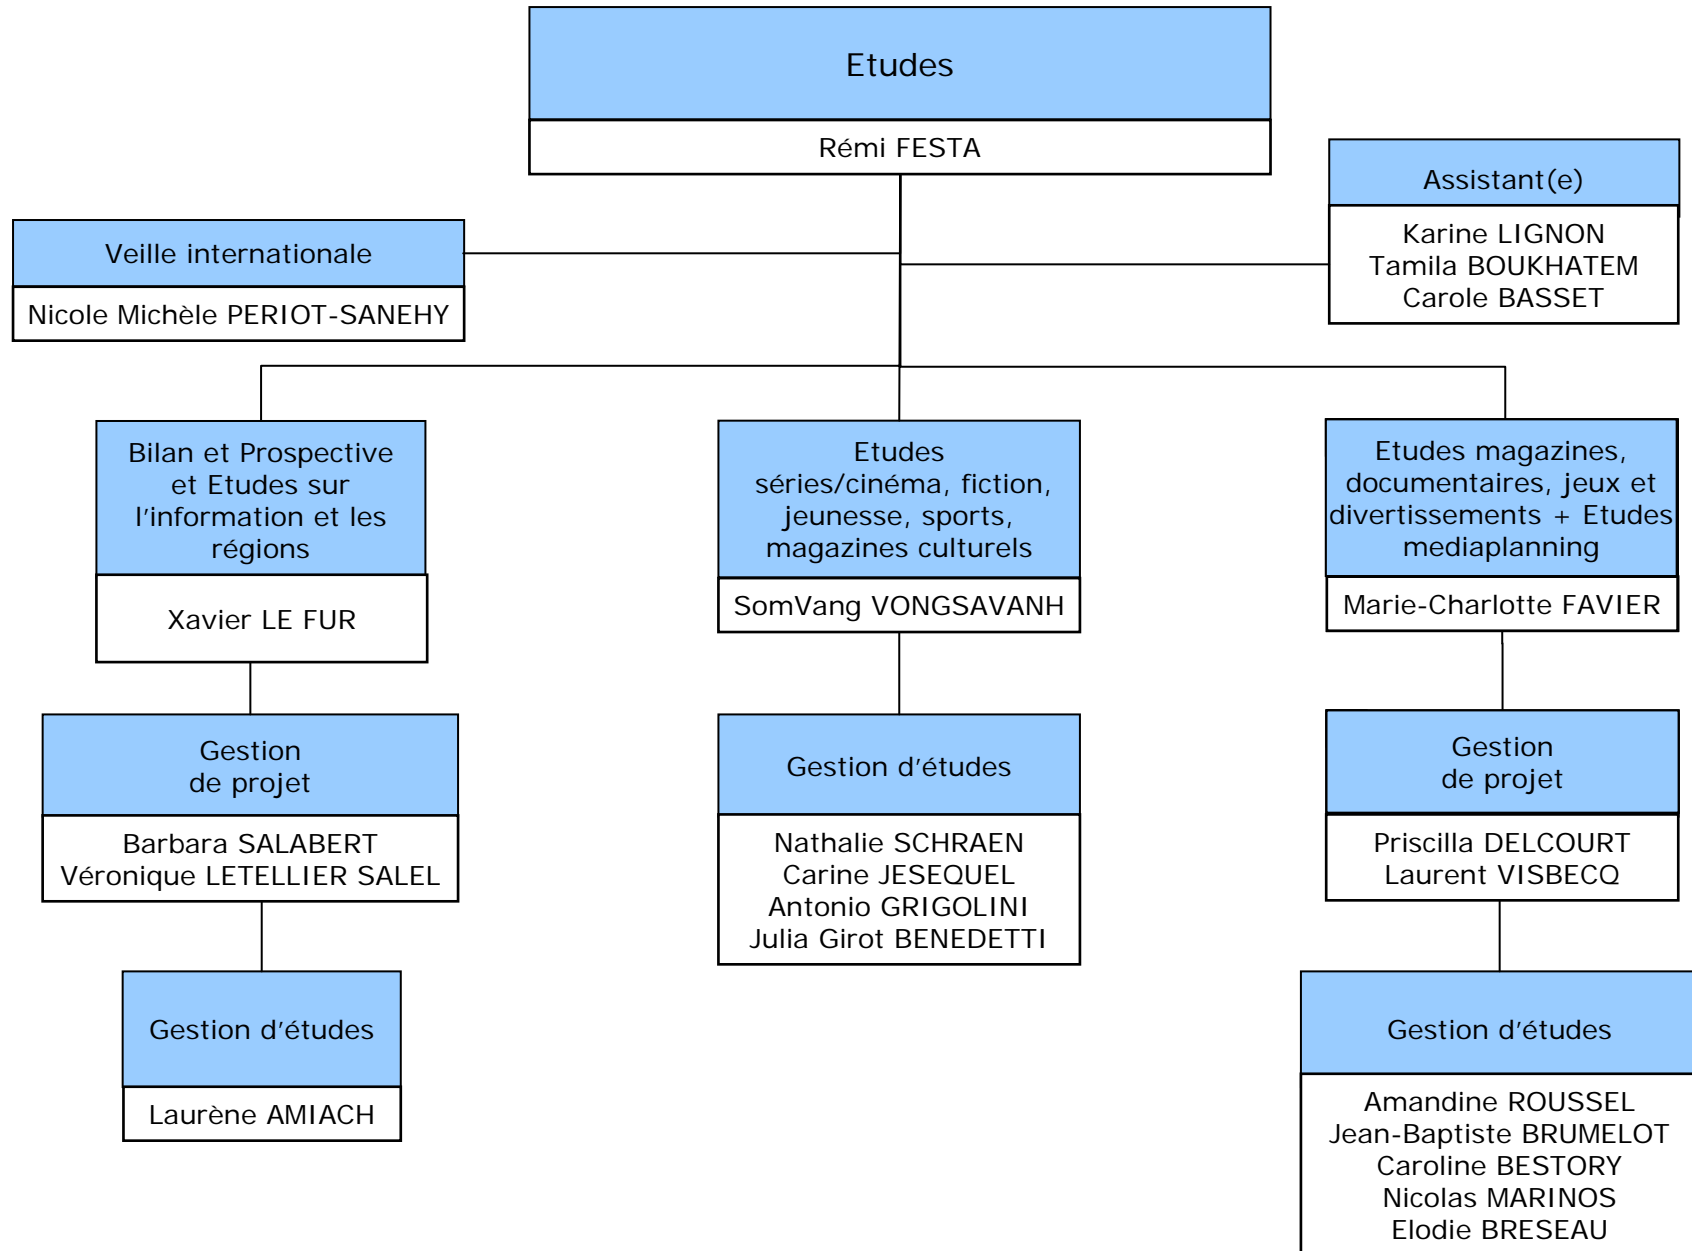 Etudes
Rémi FESTA
Assistant(e)
Karine LIGNON
Tamila BOUKHATEM
Carole BASSET
Veille internationale
Nicole Michèle PERIOT-SANEHY
Bilan et Prospective
et Etudes sur
l'information et les
régions
Xavier LE FUR
Gestion
de projet
Barbara SALABERT
Véronique LETELLIER SALEL
Gestion d'études
Laurène AMIACH
Etudes
séries/cinéma, fiction,
jeunesse, sports,
magazines culturels
SomVang VONGSAVANH
Gestion d'études
Nathalie SCHRAEN
Carine JESEQUEL
Antonio GRIGOLINI
Julia Girot BENEDETTI
Etudes magazines,
documentaires, jeux et
divertissements + Etudes
mediaplanning
Marie-Charlotte FAVIER
Gestion
de projet
Priscilla DELCOURT
Laurent VISBECQ
Gestion d'études
Amandine ROUSSEL
Jean-Baptiste BRUMELOT
Caroline BESTORY
Nicolas MARINOS
Elodie BRESEAU